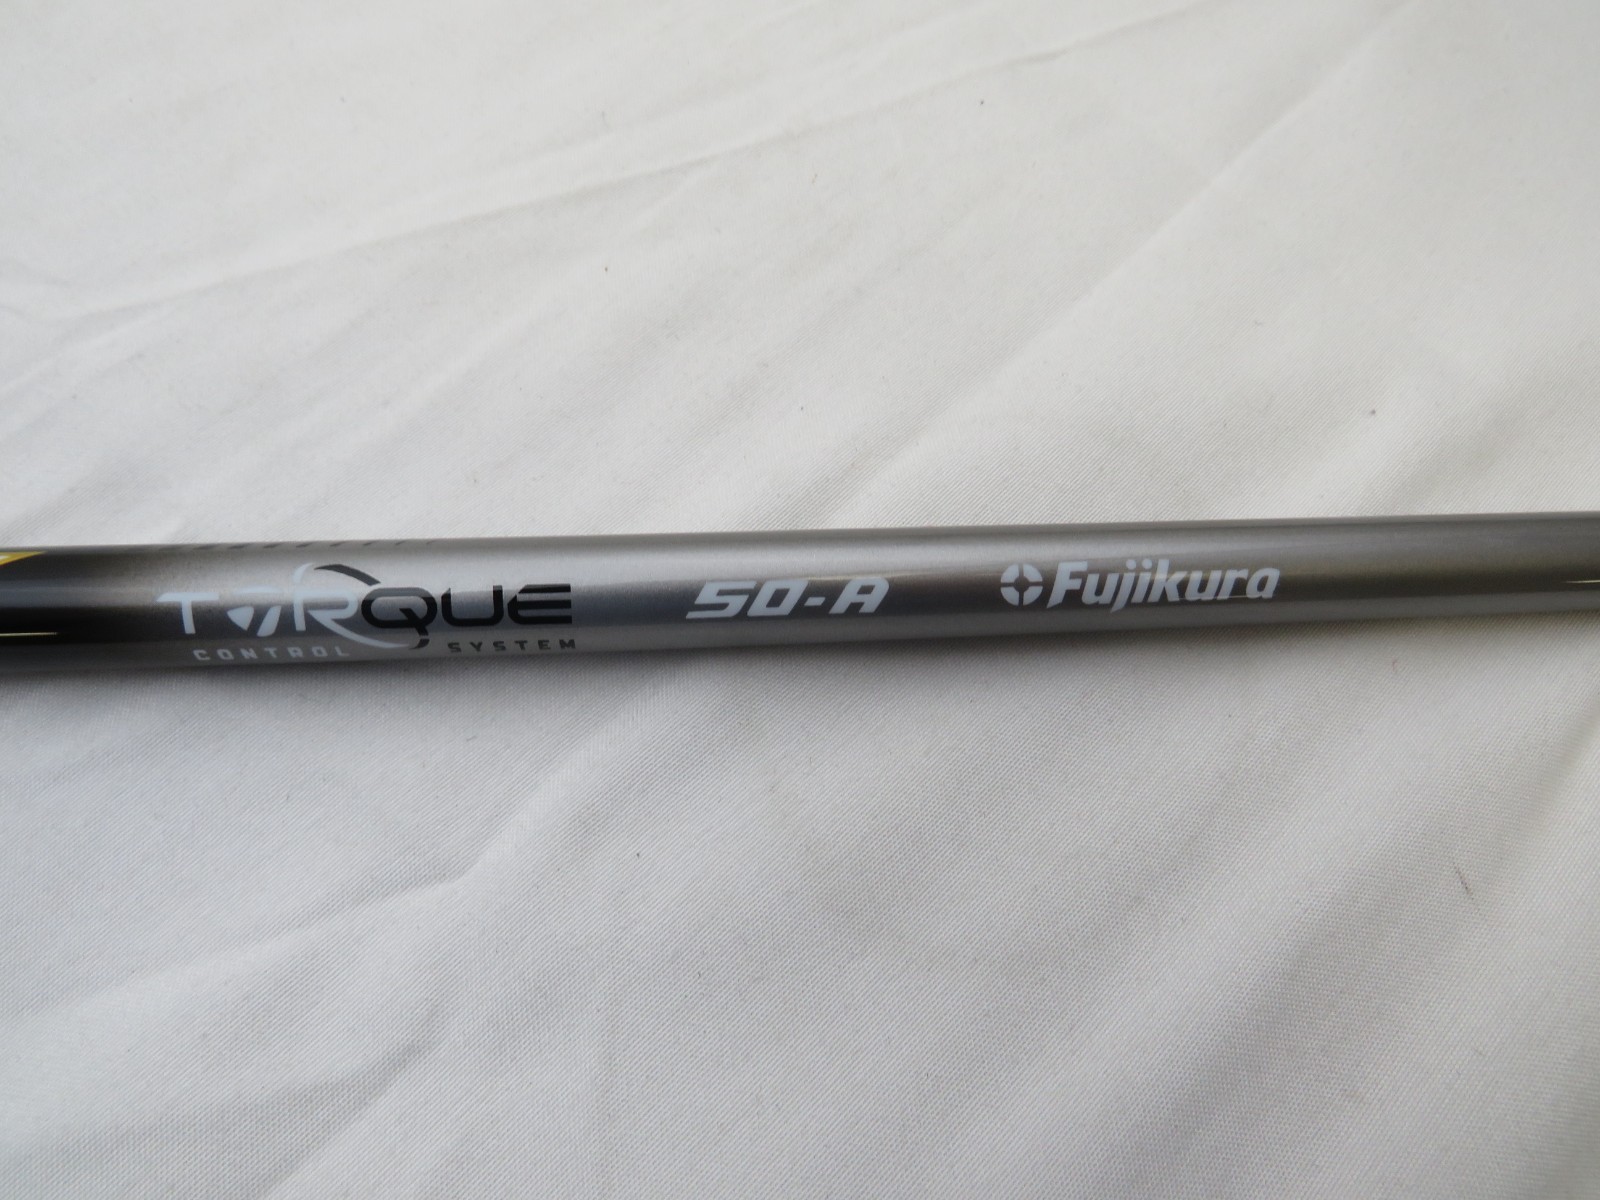 TORQUE
CONTROL SYSTEM
50-A
Fujikura